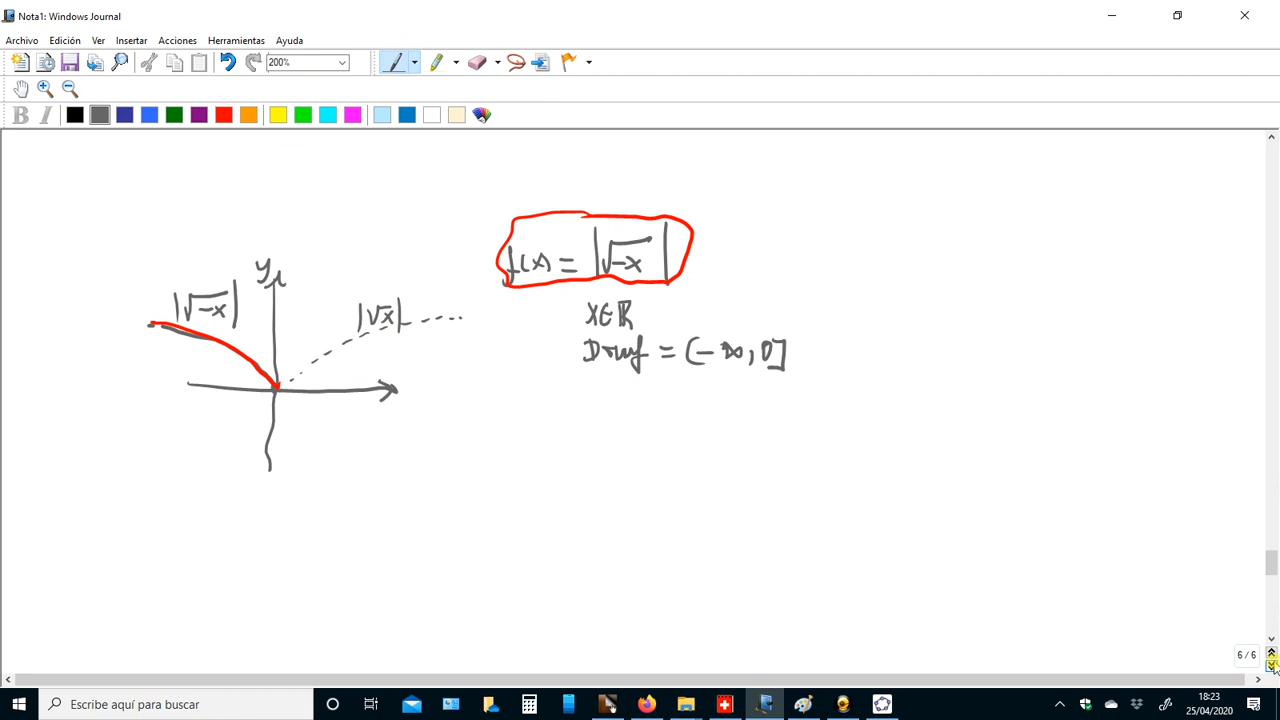 Nota1: Windows Journal
Archivo Edición Ver Insertar Acciones Herramientas Ayuda
200%
B I
f(x) = |√-x|
y
|√-x|
|√x|
x∈ℝ
Domf = (-∞, 0]
6 / 6
Escribe aquí para buscar
18:23
25/04/2020